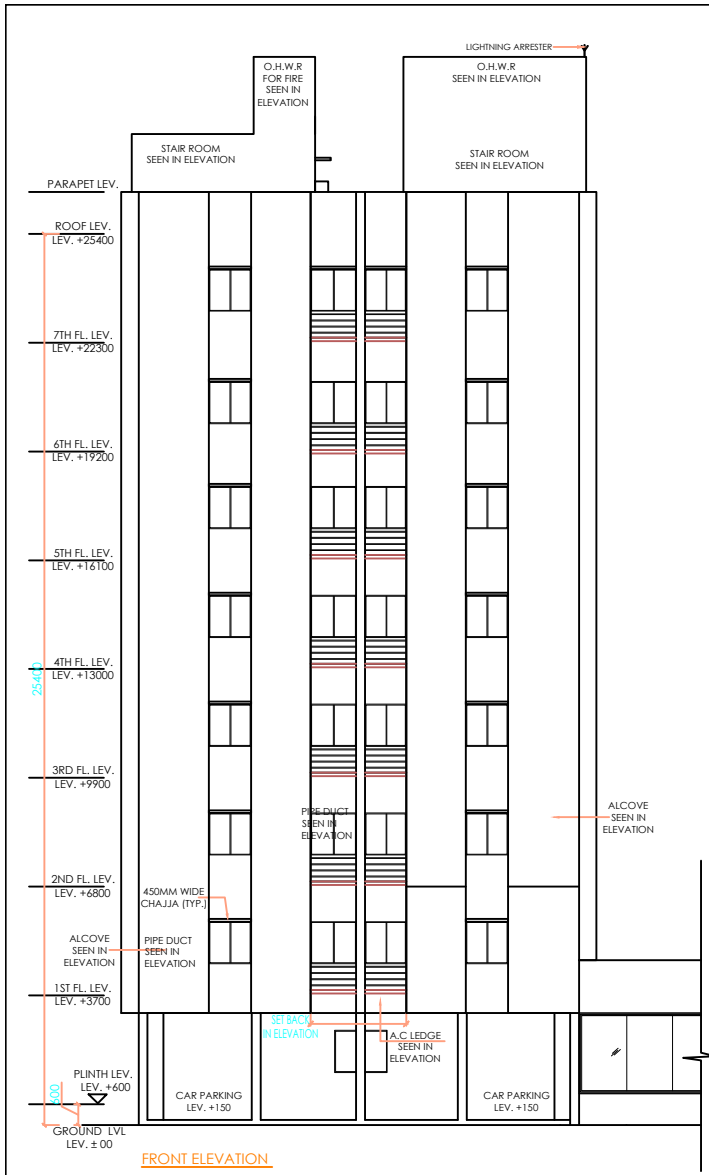 LIGHTNING ARRESTER
O.H.W.R
FOR FIRE
SEEN IN
ELEVATION
O.H.W.R
SEEN IN ELEVATION
STAIR ROOM
SEEN IN ELEVATION
STAIR ROOM
SEEN IN ELEVATION
PARAPET LEV.
ROOF LEV.
LEV. +25400
7TH FL. LEV.
LEV. +22300
6TH FL. LEV.
LEV. +19200
5TH FL. LEV.
LEV. +16100
4TH FL. LEV.
LEV. +13000
25400
3RD FL. LEV.
LEV. +9900
PIPE DUCT
SEEN IN
ELEVATION
ALCOVE
SEEN IN
ELEVATION
2ND FL. LEV.
LEV. +6800
450MM WIDE
CHAJJA (TYP.)
ALCOVE
SEEN IN
ELEVATION
PIPE DUCT
SEEN IN
ELEVATION
1ST FL. LEV.
LEV. +3700
SET BACK
IN ELEVATION
A.C LEDGE
SEEN IN
ELEVATION
PLINTH LEV.
LEV. +600
600
CAR PARKING
LEV. +150
CAR PARKING
LEV. +150
GROUND LVL
LEV. ± 00
FRONT ELEVATION